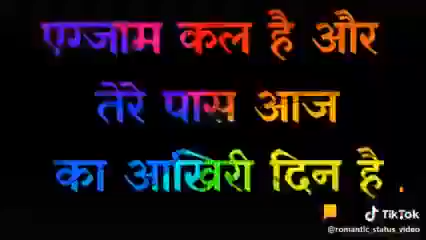 एग्जाम कल है और
तेरे पास आज
का आखिरी दिन है .
TikTok
@romantic_status_video